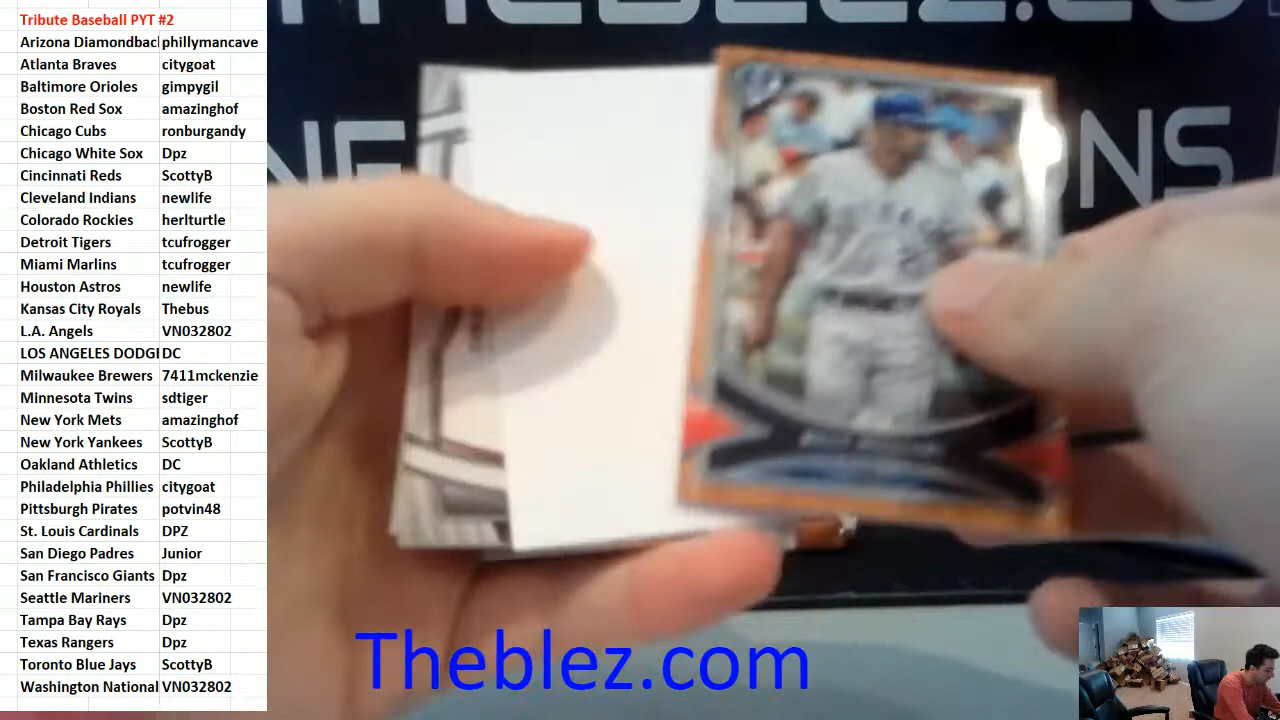 Tribute Baseball PYT #2
Arizona Diamondbac phillymancave
Atlanta Braves citygoat
Baltimore Orioles gimpygil
Boston Red Sox amazinghof
Chicago Cubs ronburgandy
Chicago White Sox Dpz
Cincinnati Reds ScottyB
Cleveland Indians newlife
Colorado Rockies herlturtle
Detroit Tigers tcufrogger
Miami Marlins tcufrogger
Houston Astros newlife
Kansas City Royals Thebus
L.A. Angels VN032802
LOS ANGELES DODGI DC
Milwaukee Brewers 7411mckenzie
Minnesota Twins sdtiger
New York Mets amazinghof
New York Yankees ScottyB
Oakland Athletics DC
Philadelphia Phillies citygoat
Pittsburgh Pirates potvin48
St. Louis Cardinals DPZ
San Diego Padres Junior
San Francisco Giants Dpz
Seattle Mariners VN032802
Tampa Bay Rays Dpz
Texas Rangers Dpz
Toronto Blue Jays ScottyB
Washington National VN032802
Theblez.com